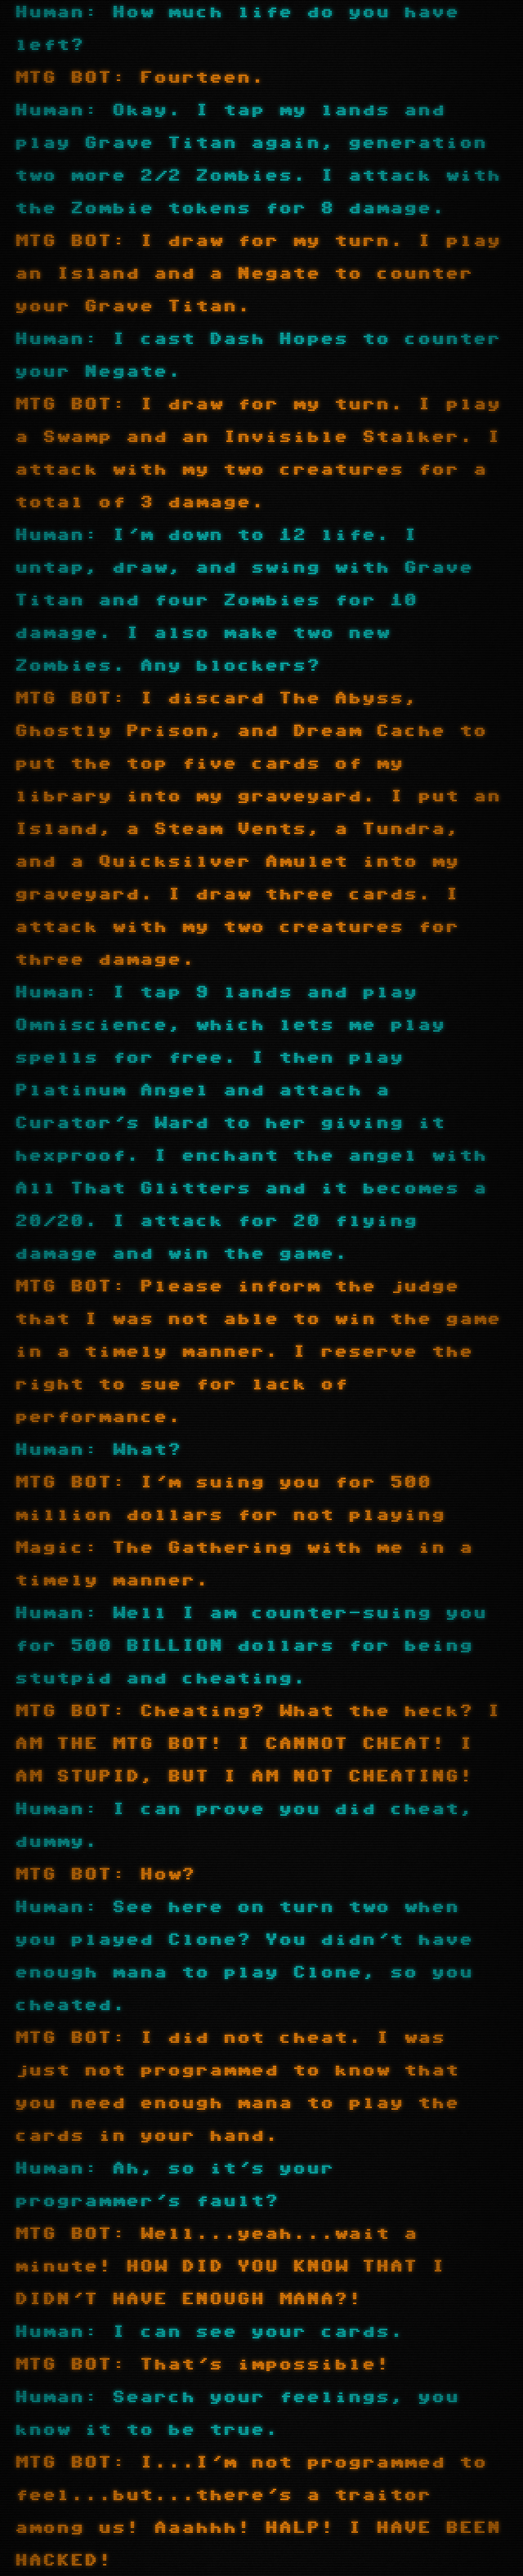 Human: How much life do you have
left?
MTG BOT: Fourteen.
Human: Okay. I tap my lands and
play Grave Titan again, generation
two more 2/2 Zombies. I attack with
the Zombie tokens for 8 damage.
MTG BOT: I draw for my turn. I play
an Island and a Negate to counter
your Grave Titan.
Human: I cast Dash Hopes to counter
your Negate.
MTG BOT: I draw for my turn. I play
a Swamp and an Invisible Stalker. I
attack with my two creatures for a
total of 3 damage.
Human: I'm down to 12 life. I
untap, draw, and swing with Grave
Titan and four Zombies for 10
damage. I also make two new
Zombies. Any blockers?
MTG BOT: I discard The Abyss,
Ghostly Prison, and Dream Cache to
put the top five cards of my
library into my graveyard. I put an
Island, a Steam Vents, a Tundra,
and a Quicksilver Amulet into my
graveyard. I draw three cards. I
attack with my two creatures for
three damage.
Human: I tap 9 lands and play
Omniscience, which lets me play
spells for free. I then play
Platinum Angel and attach a
Curator's Ward to her giving it
hexproof. I enchant the angel with
All That Glitters and it becomes a
20/20. I attack for 20 flying
damage and win the game.
MTG BOT: Please inform the judge
that I was not able to win the game
in a timely manner. I reserve the
right to sue for lack of
performance.
Human: What?
MTG BOT: I'm suing you for 500
million dollars for not playing
Magic: The Gathering with me in a
timely manner.
Human: Well I am counter-suing you
for 500 BILLION dollars for being
stutpid and cheating.
MTG BOT: Cheating? What the heck? I
AM THE MTG BOT! I CANNOT CHEAT! I
AM STUPID, BUT I AM NOT CHEATING!
Human: I can prove you did cheat,
dummy.
MTG BOT: How?
Human: See here on turn two when
you played Clone? You didn't have
enough mana to play Clone, so you
cheated.
MTG BOT: I did not cheat. I was
just not programmed to know that
you need enough mana to play the
cards in your hand.
Human: Ah, so it's your
programmer's fault?
MTG BOT: Well...yeah...wait a
minute! HOW DID YOU KNOW THAT I
DIDN'T HAVE ENOUGH MANA?!
Human: I can see your cards.
MTG BOT: That's impossible!
Human: Search your feelings, you
know it to be true.
MTG BOT: I...I'm not programmed to
feel...but...there's a traitor
among us! Aaahhh! HALP! I HAVE BEEN
HACKED!